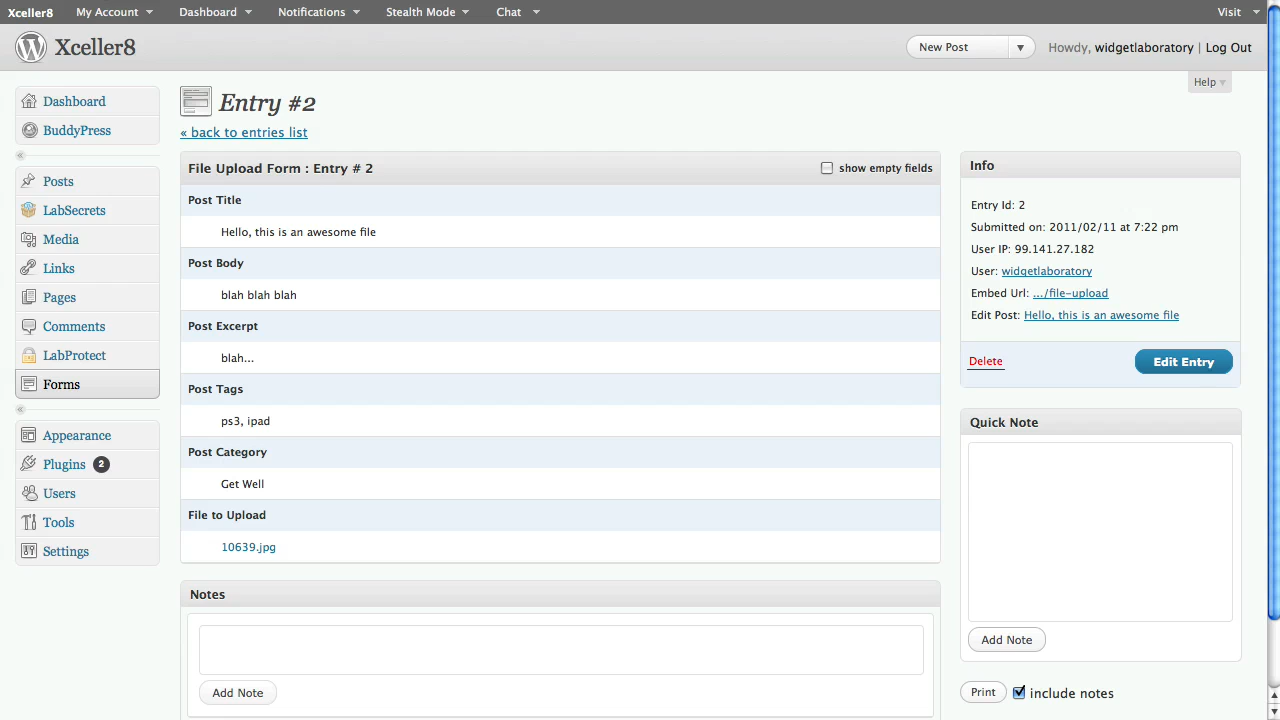 Xceller8 My Account Dashboard Notifications Stealth Mode Chat Visit
Xceller8 New Post Howdy, widgetlaboratory | Log Out
Help
Dashboard
BuddyPress
Posts
LabSecrets
Media
Links
Pages
Comments
LabProtect
Forms
Appearance
Plugins 2
Users
Tools
Settings
Entry #2
« back to entries list
File Upload Form : Entry # 2 show empty fields
Post Title
Hello, this is an awesome file
Post Body
blah blah blah
Post Excerpt
blah...
Post Tags
ps3, ipad
Post Category
Get Well
File to Upload
10639.jpg
Notes
Add Note
Info
Entry Id: 2
Submitted on: 2011/02/11 at 7:22 pm
User IP: 99.141.27.182
User: widgetlaboratory
Embed Url: .../file-upload
Edit Post: Hello, this is an awesome file
Delete Edit Entry
Quick Note
Add Note
Print include notes